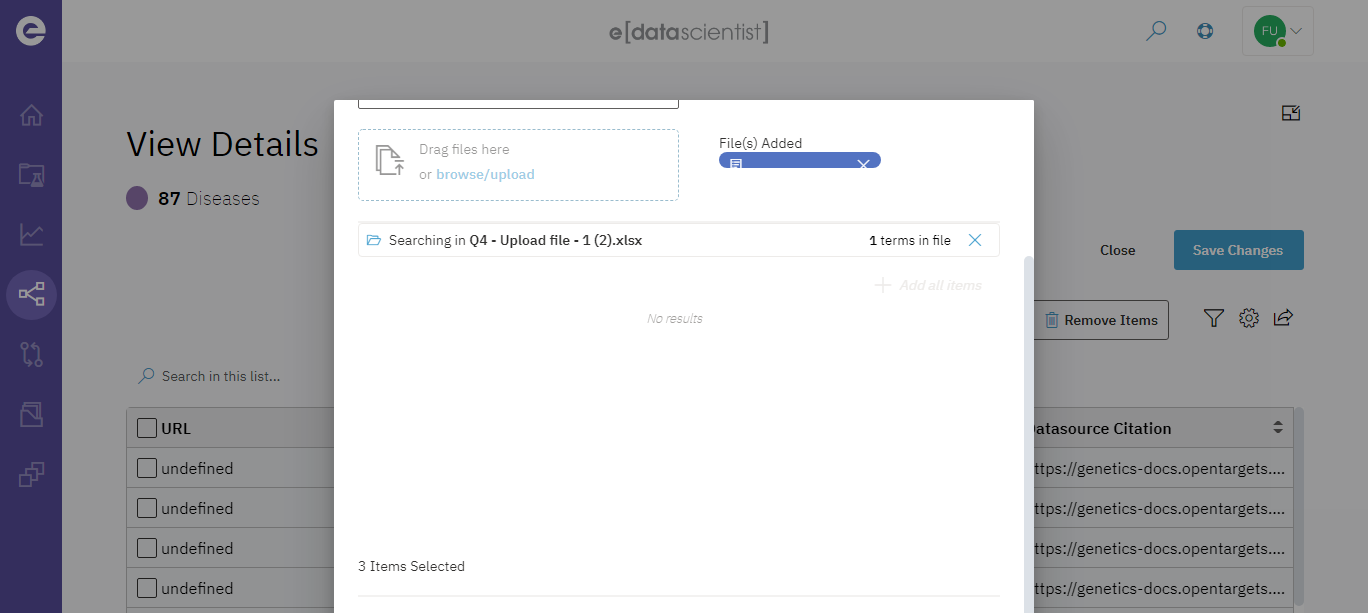 e[datascientist]
FU
View Details
87 Diseases
Drag files here
or browse/upload
File(s) Added
Searching in Q4 - Upload file - 1 (2).xlsx
1 terms in file
Close
Save Changes
Add all items
No results
Remove Items
Search in this list...
URL
Datasource Citation
undefined
ttps://genetics-docs.opentargets....
undefined
ttps://genetics-docs.opentargets....
undefined
ttps://genetics-docs.opentargets....
undefined
ttps://genetics-docs.opentargets....
3 Items Selected